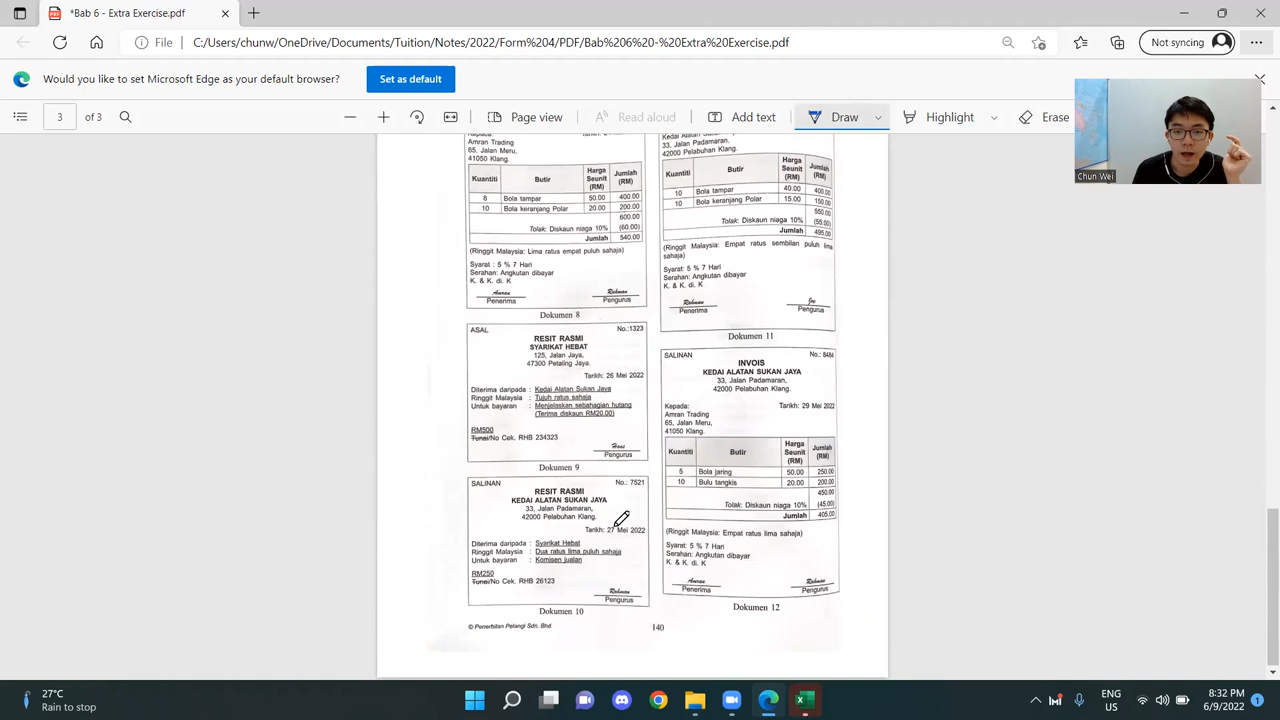 *Bab 6 - Extra Exercise.pdf
File
C:/Users/chunw/OneDrive/Documents/Tuition/Notes/2022/Form%204/PDF/Bab%206%20-%20Extra%20Exercise.pdf
Not syncing
Would you like to set Microsoft Edge as your default browser?
Set as default
3 of 3
Page view
Read aloud
Add text
Draw
Highlight
Erase
Chun Wei
Kepada:
Amran Trading
65, Jalan Meru,
41050 Klang.
Kuantiti Butir Harga Seunit (RM) Jumlah (RM)
8 Bola tampar 50.00 400.00
10 Bola keranjang Polar 20.00 200.00
600.00
Tolak: Diskaun niaga 10% (60.00)
Jumlah 540.00
(Ringgit Malaysia: Lima ratus empat puluh sahaja)
Syarat : 5 % 7 Hari
Serahan: Angkutan dibayar
K. & K. di. K
Amran Rahman
Penerima Pengurus
Dokumen 8
ASAL No.:1323
RESIT RASMI
SYARIKAT HEBAT
125, Jalan Jaya,
47300 Petaling Jaya.
Tarikh: 26 Mei 2022
Diterima daripada : Kedai Alatan Sukan Jaya
Ringgit Malaysia : Tujuh ratus sahaja
Untuk bayaran : Menjelaskan sebahagian hutang
(Terima diskaun RM20.00)
RM500
Tunai/No Cek. RHB 234323
Hans
Pengurus
Dokumen 9
SALINAN No.: 7521
RESIT RASMI
KEDAI ALATAN SUKAN JAYA
33, Jalan Padamaran,
42000 Pelabuhan Klang.
Tarikh: 27 Mei 2022
Diterima daripada : Syarikat Hebat
Ringgit Malaysia : Dua ratus lima puluh sahaja
Untuk bayaran : Komisen jualan
RM250
Tunai/No Cek. RHB 26123
Rahman
Pengurus
Dokumen 10
Kedai Alatan
33, Jalan Padamaran,
42000 Pelabuhan Klang.
Kuantiti Butir Harga Seunit (RM) Jumlah (RM)
10 Bola tampar 40.00 400.00
10 Bola keranjang Polar 15.00 150.00
550.00
Tolak: Diskaun niaga 10% (55.00)
Jumlah 495.00
(Ringgit Malaysia: Empat ratus sembilan puluh lima
sahaja)
Syarat: 5 % 7 Hari
Serahan: Angkutan dibayar
K. & K. di. K
Rahman
Penerima Pengurus
Dokumen 11
SALINAN No.: 8484
INVOIS
KEDAI ALATAN SUKAN JAYA
33, Jalan Padamaran,
42000 Pelabuhan Klang.
Kepada: Tarikh: 29 Mei 2022
Amran Trading
65, Jalan Meru,
41050 Klang.
Kuantiti Butir Harga Seunit (RM) Jumlah (RM)
5 Bola jaring 50.00 250.00
10 Bulu tangkis 20.00 200.00
450.00
Tolak: Diskaun niaga 10% (45.00)
Jumlah 405.00
(Ringgit Malaysia: Empat ratus lima sahaja)
Syarat: 5 % 7 Hari
Serahan: Angkutan dibayar
K. & K. di. K
Amran Rahman
Penerima Pengurus
Dokumen 12
© Penerbitan Pelangi Sdn. Bhd. 140
27°C
Rain to stop
ENG
US
8:32 PM
6/9/2022